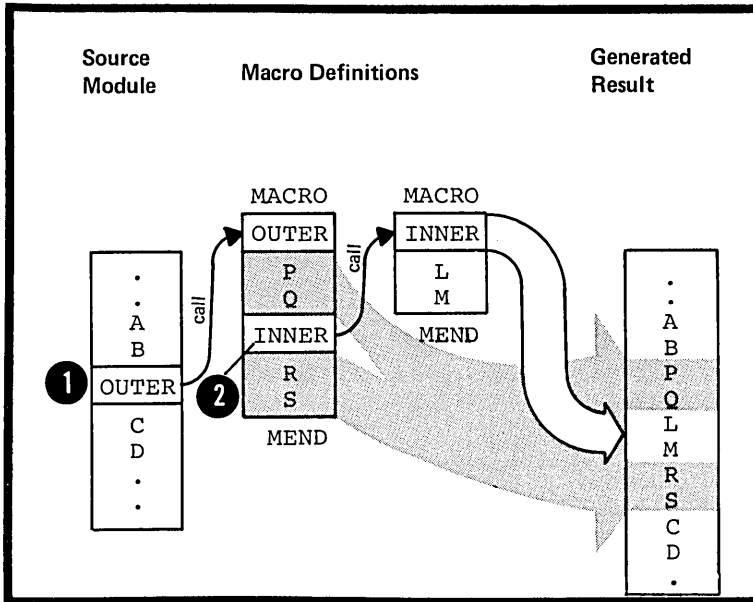 Source
Module
Macro Definitions
Generated
Result
.
.
A
B
1
OUTER
C
D
.
.
call
MACRO
OUTER
P
Q
INNER
2
R
S
MEND
call
MACRO
INNER
L
M
MEND
.
.
A
B
P
Q
L
M
R
S
C
D
.